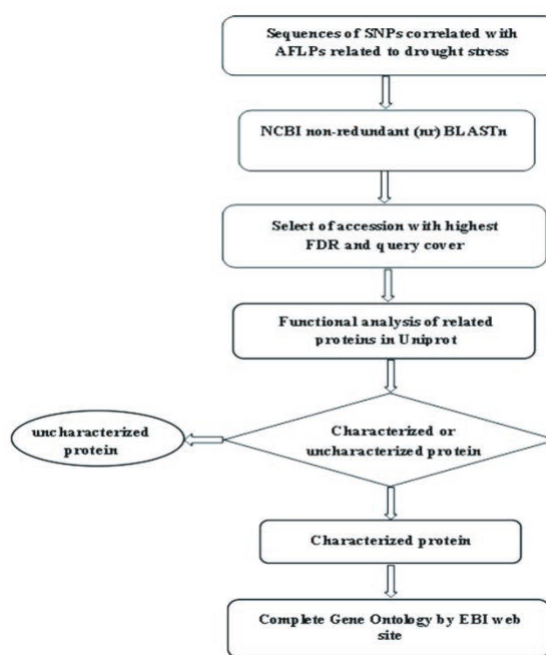 Sequences of SNPs correlated with
AFLPs related to drought stress
NCBI non-redundant (nr) BLASTn
Select of accession with highest
FDR and query cover
Functional analysis of related
proteins in Uniprot
uncharacterized
protein
Characterized or
uncharacterized protein
Characterized protein
Complete Gene Ontology by EBI web
site